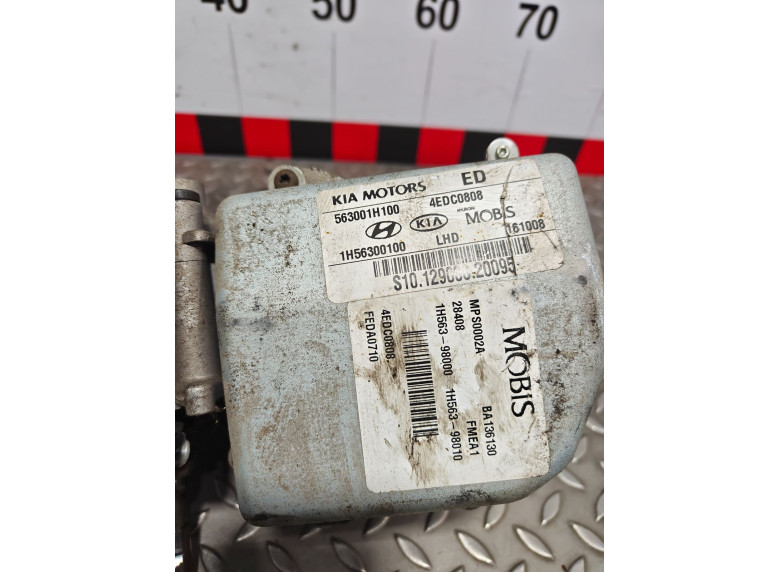 40 50 60 70
KIA MOTORS ED
563001H100 4EDC0808
KIA HYUNDAI MOBIS
1H56300100 LHD 161008
MOBIS
MPS0002A BA136130
28408 FMEA1
1H563-98000 1H563-98010
4EDC0808
FEDA0710